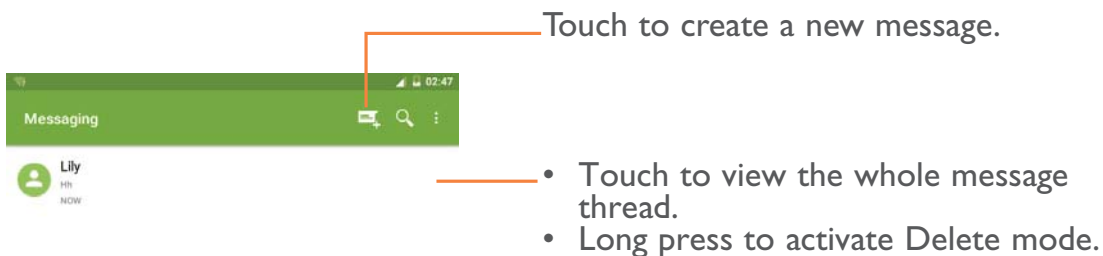 Touch to create a new message.
02:47
Messaging
Lily
Hh
NOW
• Touch to view the whole message
thread.
• Long press to activate Delete mode.